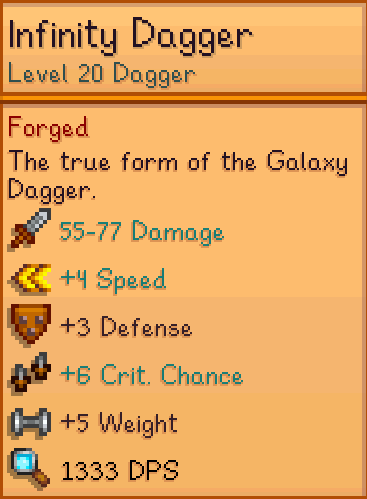 Infinity Dagger
Level 20 Dagger
Forged
The true form of the Galaxy
Dagger.
55-77 Damage
+4 Speed
+3 Defense
+6 Crit. Chance
+5 Weight
1333 DPS